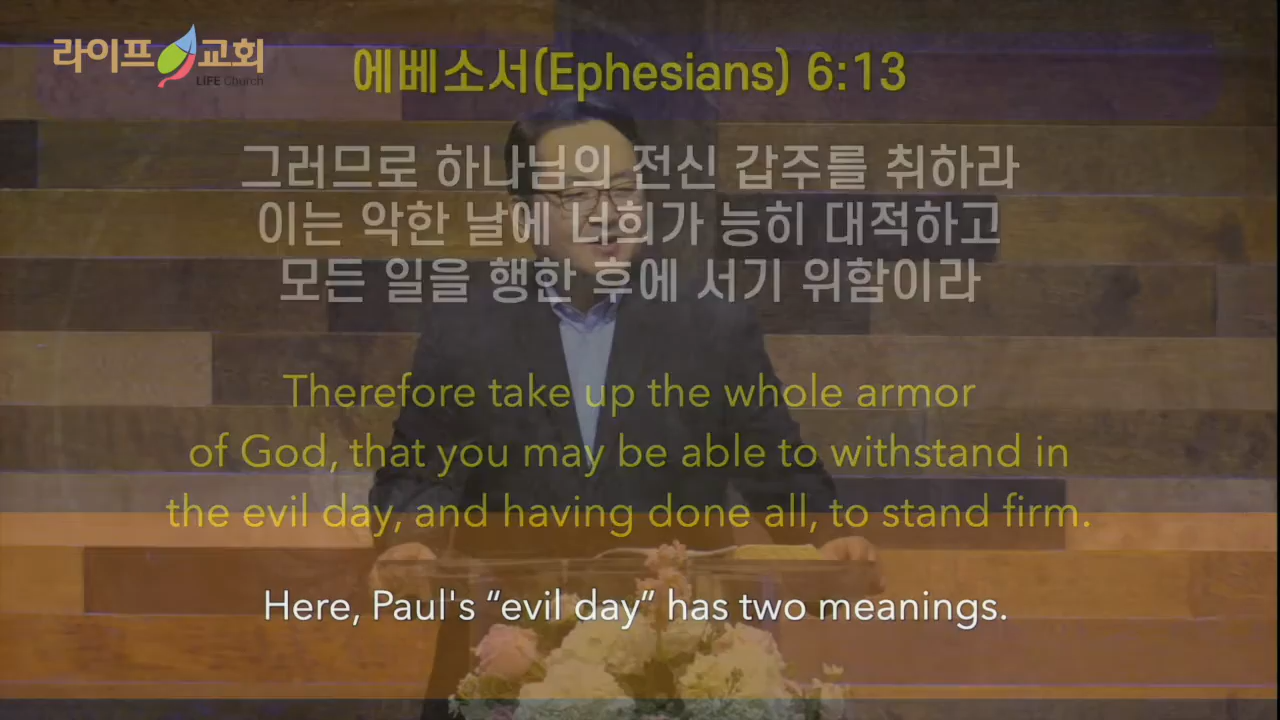 라이프 교회
LIFE Church
에베소서(Ephesians) 6:13
그러므로 하나님의 전신 갑주를 취하라
이는 악한 날에 너희가 능히 대적하고
모든 일을 행한 후에 서기 위함이라
Therefore take up the whole armor
of God, that you may be able to withstand in
the evil day, and having done all, to stand firm.
Here, Paul's “evil day” has two meanings.